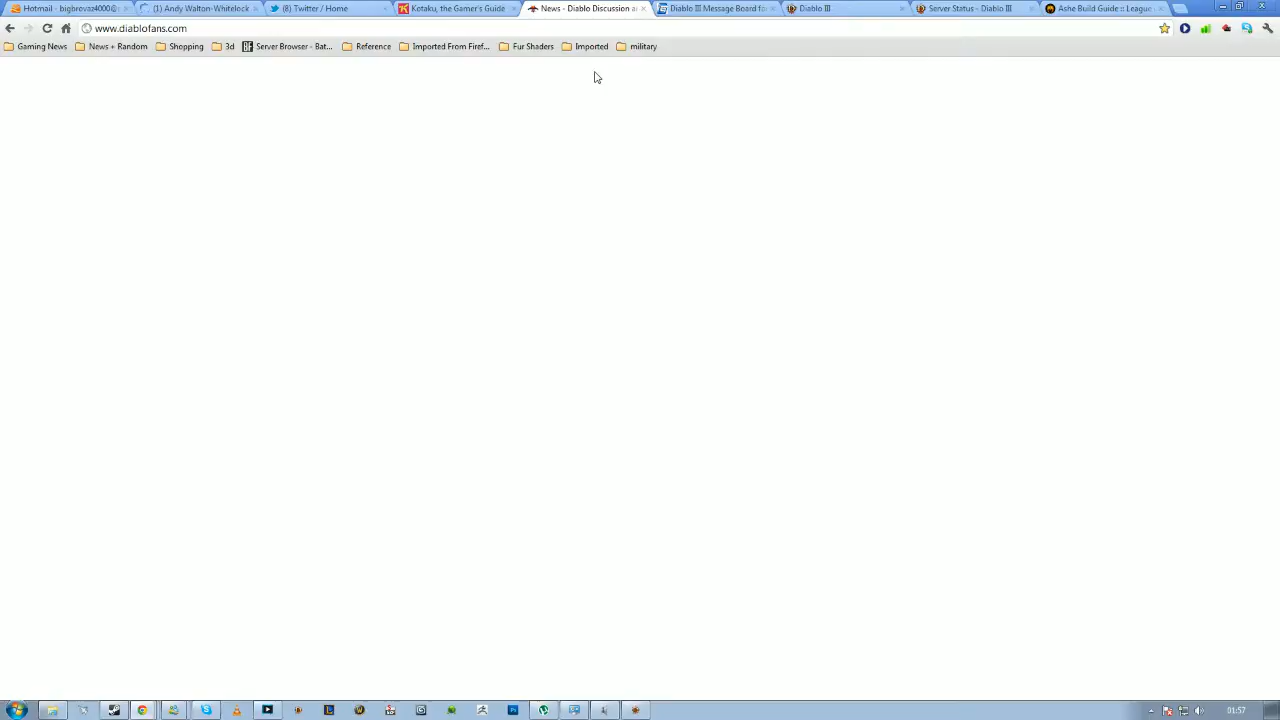 Hotmail - bigbrovaz4000@
(1) Andy Walton-Whitelock
(8) Twitter / Home
Kotaku, the Gamer's Guide
News - Diablo Discussion a
Diablo III Message Board fo
Diablo III
Server Status - Diablo III
Ashe Build Guide :: League
www.diablofans.com
Gaming News
News + Random
Shopping
3d
Server Browser - Bat...
Reference
Imported From Firef...
Fur Shaders
Imported
military
01:57